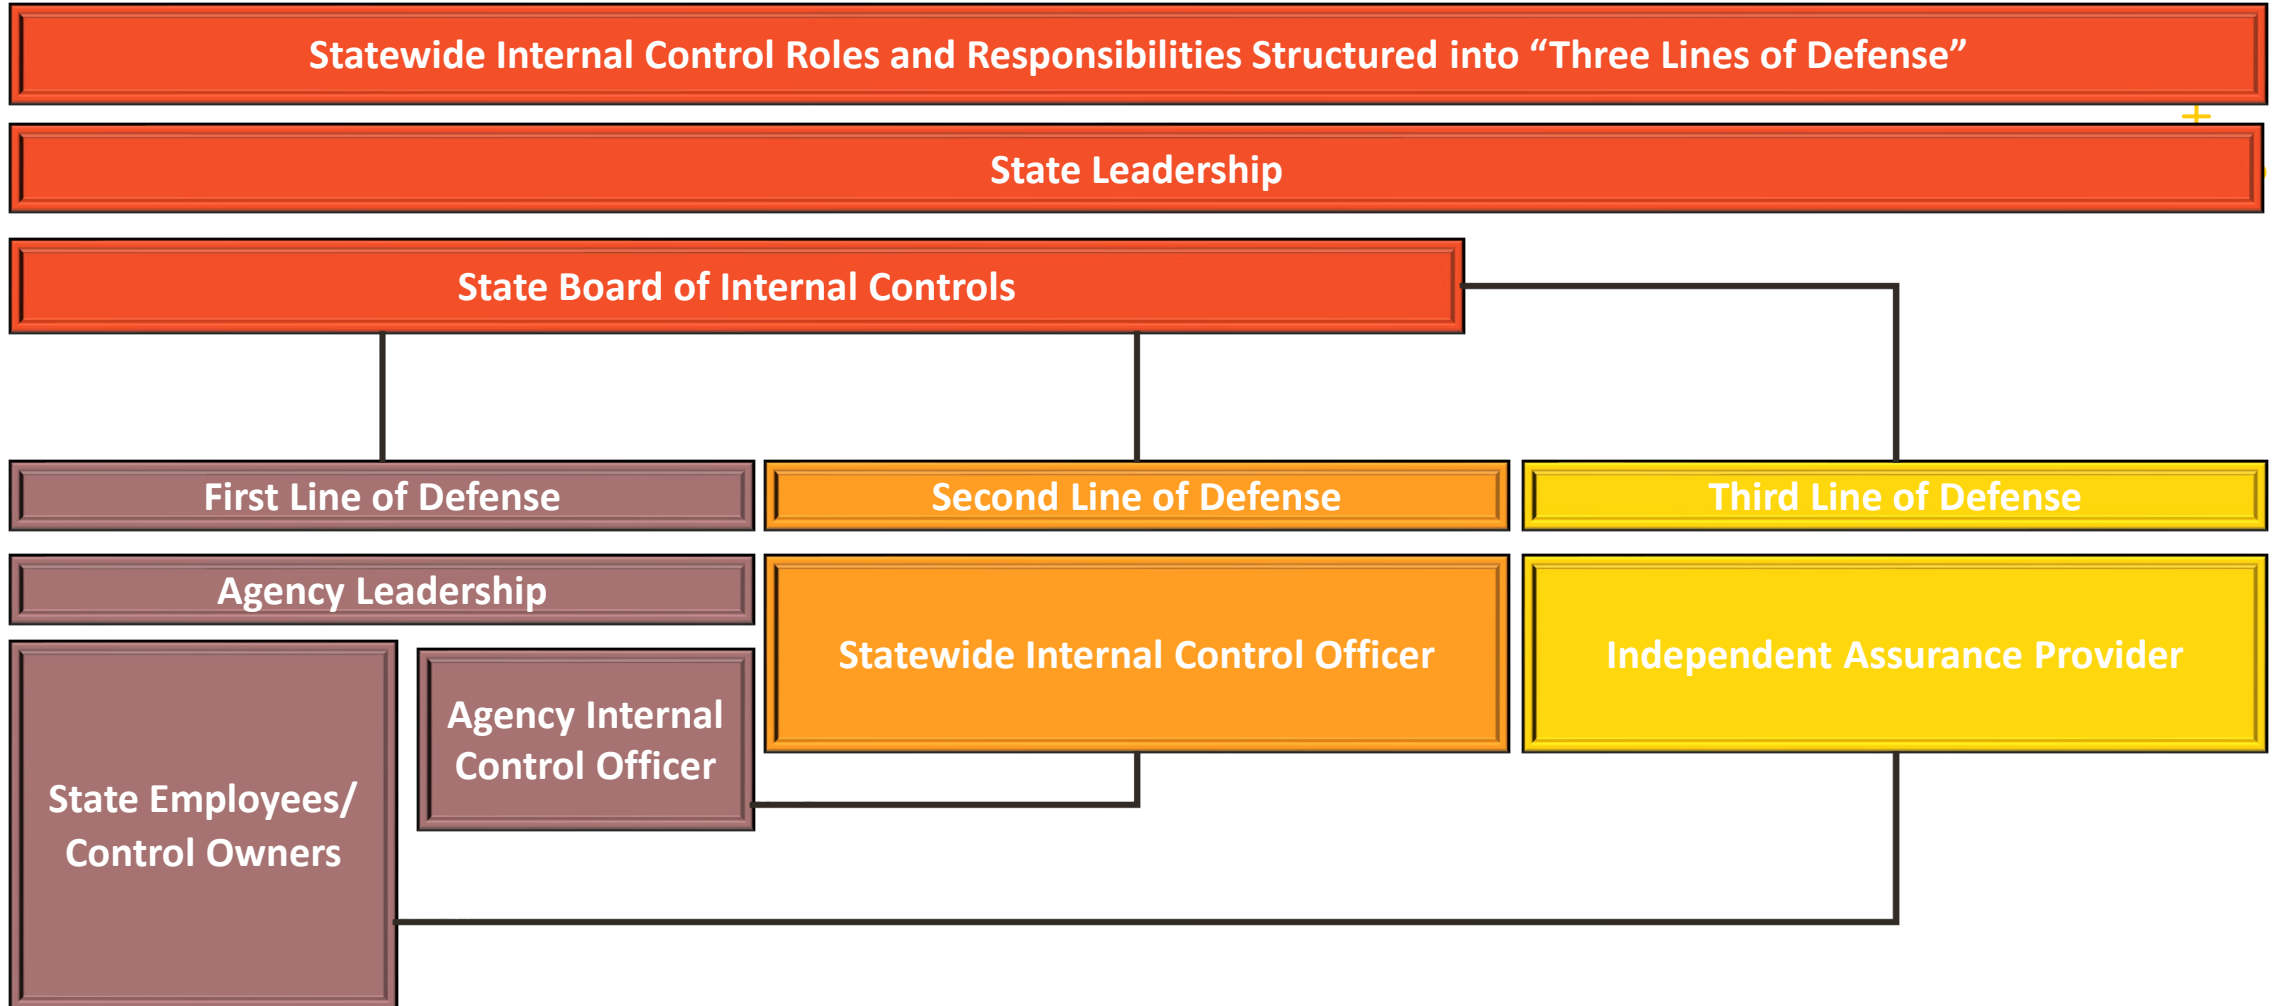 Statewide Internal Control Roles and Responsibilities Structured into “Three Lines of Defense”
State Leadership
State Board of Internal Controls
First Line of Defense
Second Line of Defense
Third Line of Defense
Agency Leadership
Statewide Internal Control Officer
Independent Assurance Provider
Agency Internal
Control Officer
State Employees/
Control Owners